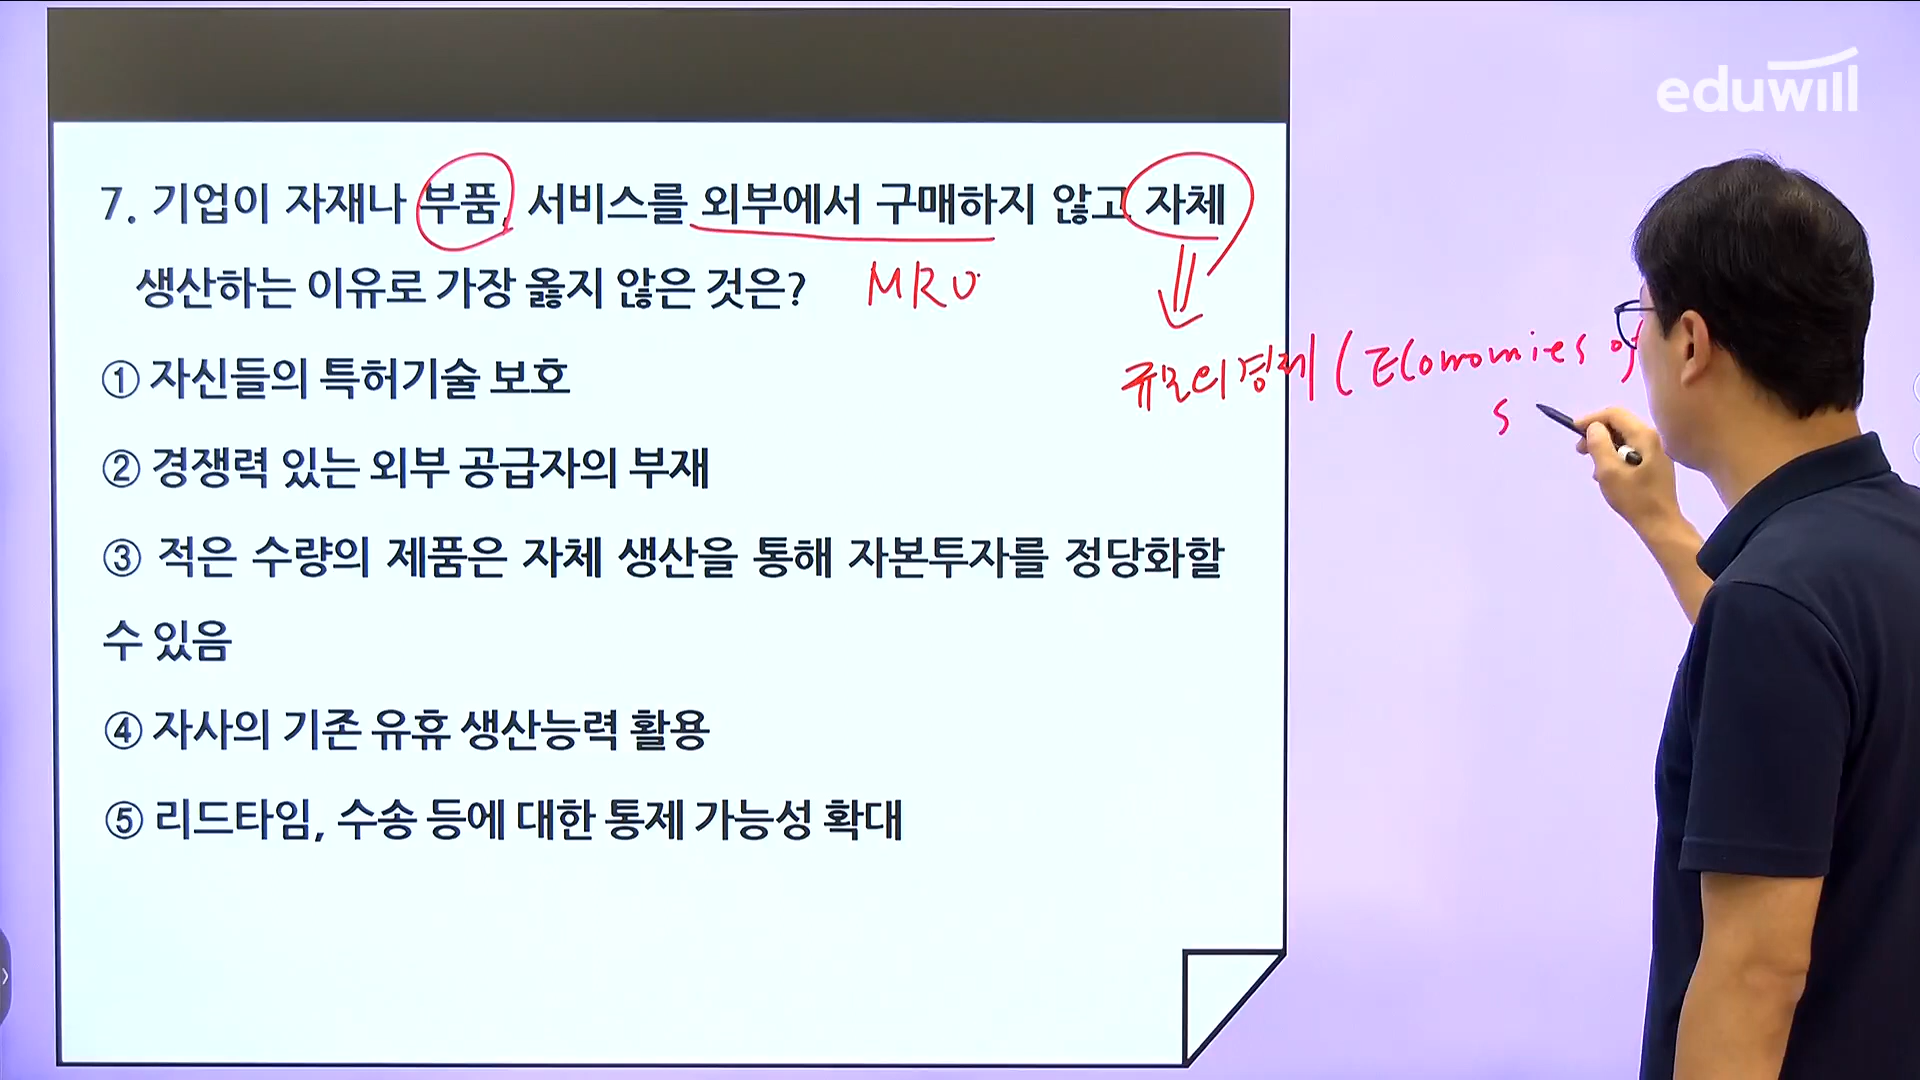 eduwill
7. 기업이 자재나 부품, 서비스를 외부에서 구매하지 않고 자체
생산하는 이유로 가장 옳지 않은 것은?
MRO
규모의 경제 (Economies of
s
① 자신들의 특허기술 보호
② 경쟁력 있는 외부 공급자의 부재
③ 적은 수량의 제품은 자체 생산을 통해 자본투자를 정당화할
수 있음
④ 자사의 기존 유휴 생산능력 활용
⑤ 리드타임, 수송 등에 대한 통제 가능성 확대